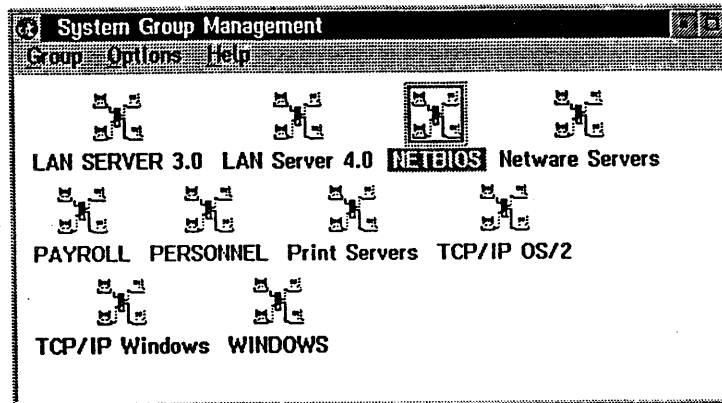 System Group Management
Group Options Help
LAN SERVER 3.0 LAN Server 4.0 NETBIOS Netware Servers
PAYROLL PERSONNEL Print Servers TCP/IP OS/2
TCP/IP Windows WINDOWS